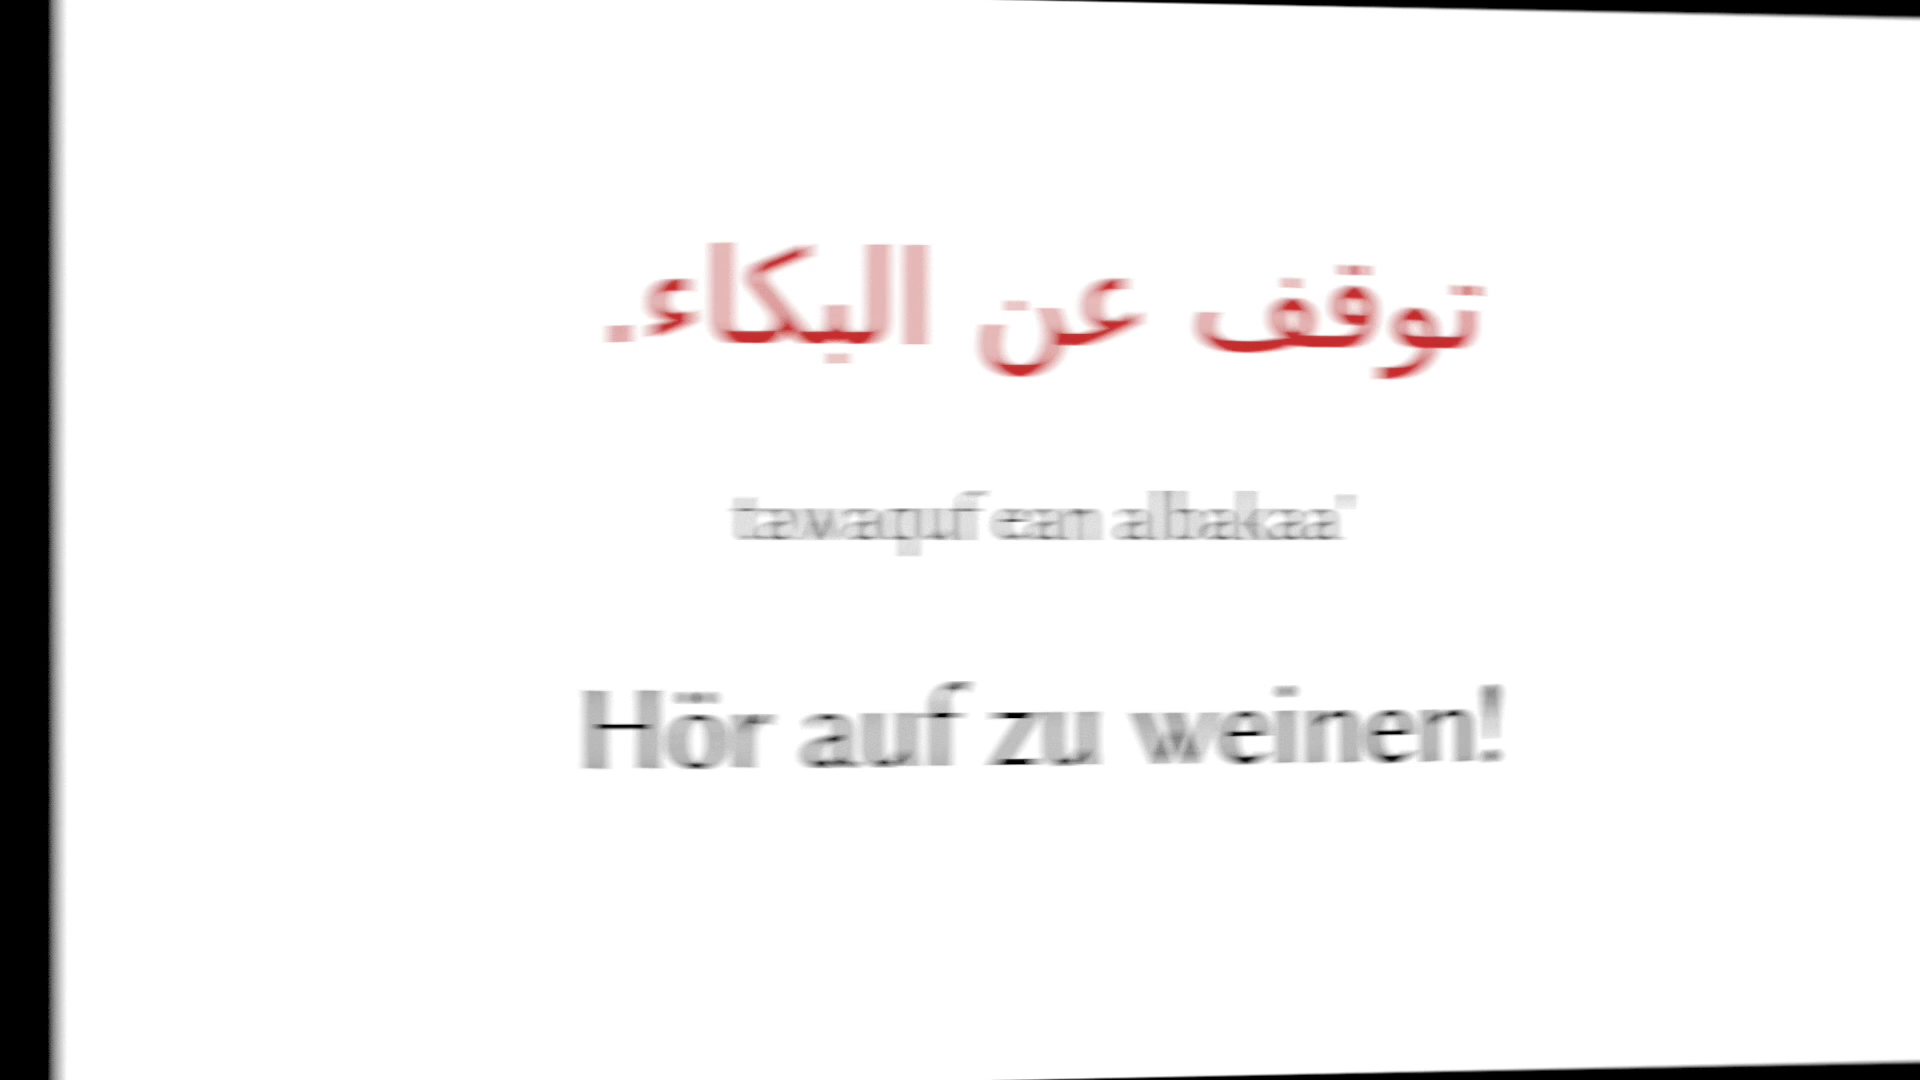 توقف عن البكاء.
tawaquf ean albakaa'
Hör auf zu weinen!